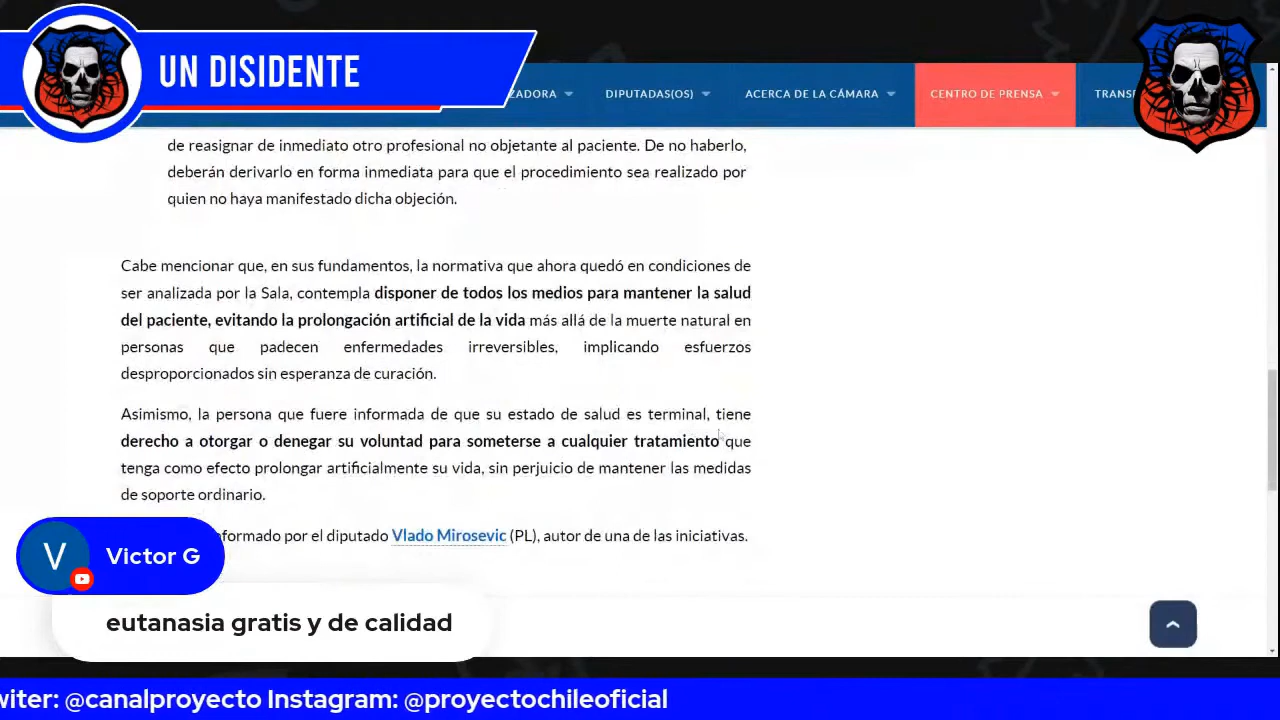 UN DISIDENTE
ZADORA
DIPUTADAS(OS)
ACERCA DE LA CÁMARA
CENTRO DE PRENSA
TRANSP
de reasignar de inmediato otro profesional no objetante al paciente. De no haberlo,
deberán derivarlo en forma inmediata para que el procedimiento sea realizado por
quien no haya manifestado dicha objeción.
Cabe mencionar que, en sus fundamentos, la normativa que ahora quedó en condiciones de
ser analizada por la Sala, contempla disponer de todos los medios para mantener la salud
del paciente, evitando la prolongación artificial de la vida más allá de la muerte natural en
personas que padecen enfermedades irreversibles, implicando esfuerzos
desproporcionados sin esperanza de curación.
Asimismo, la persona que fuere informada de que su estado de salud es terminal, tiene
derecho a otorgar o denegar su voluntad para someterse a cualquier tratamiento que
tenga como efecto prolongar artificialmente su vida, sin perjuicio de mantener las medidas
de soporte ordinario.
nformado por el diputado Vlado Mirosevic (PL), autor de una de las iniciativas.
V
Victor G
eutanasia gratis y de calidad
witer: @canalproyecto Instagram: @proyectochileoficial